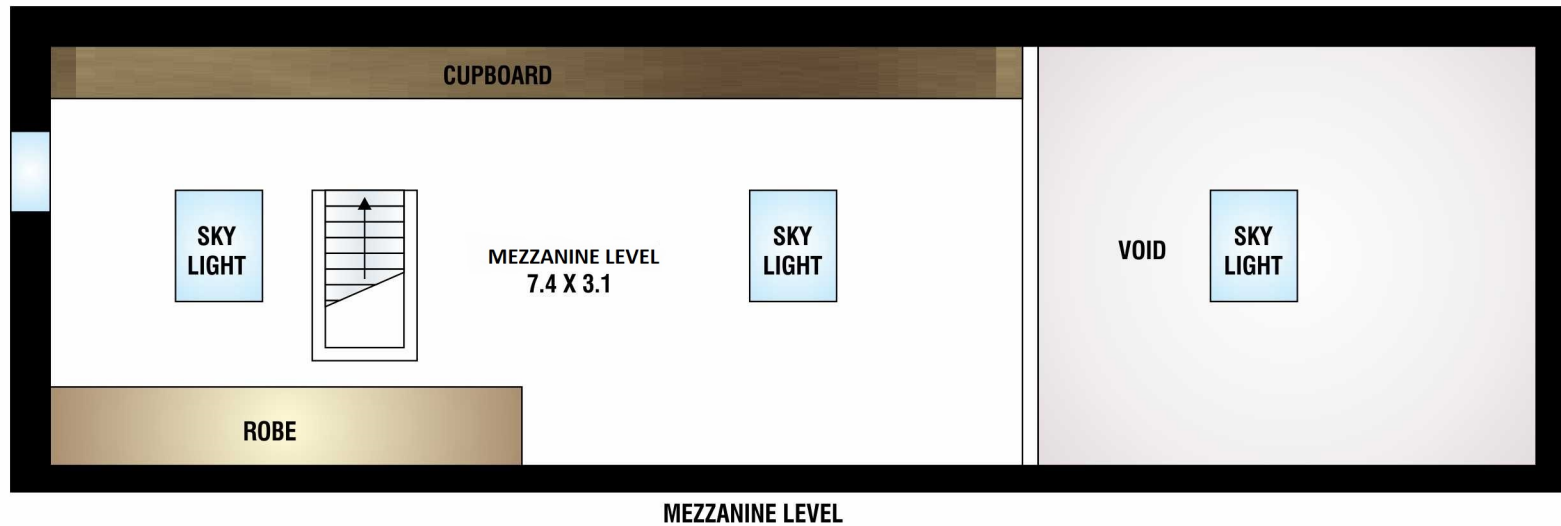 CUPBOARD
SKY
LIGHT
MEZZANINE LEVEL
7.4 X 3.1
SKY
LIGHT
VOID
SKY
LIGHT
ROBE
MEZZANINE LEVEL